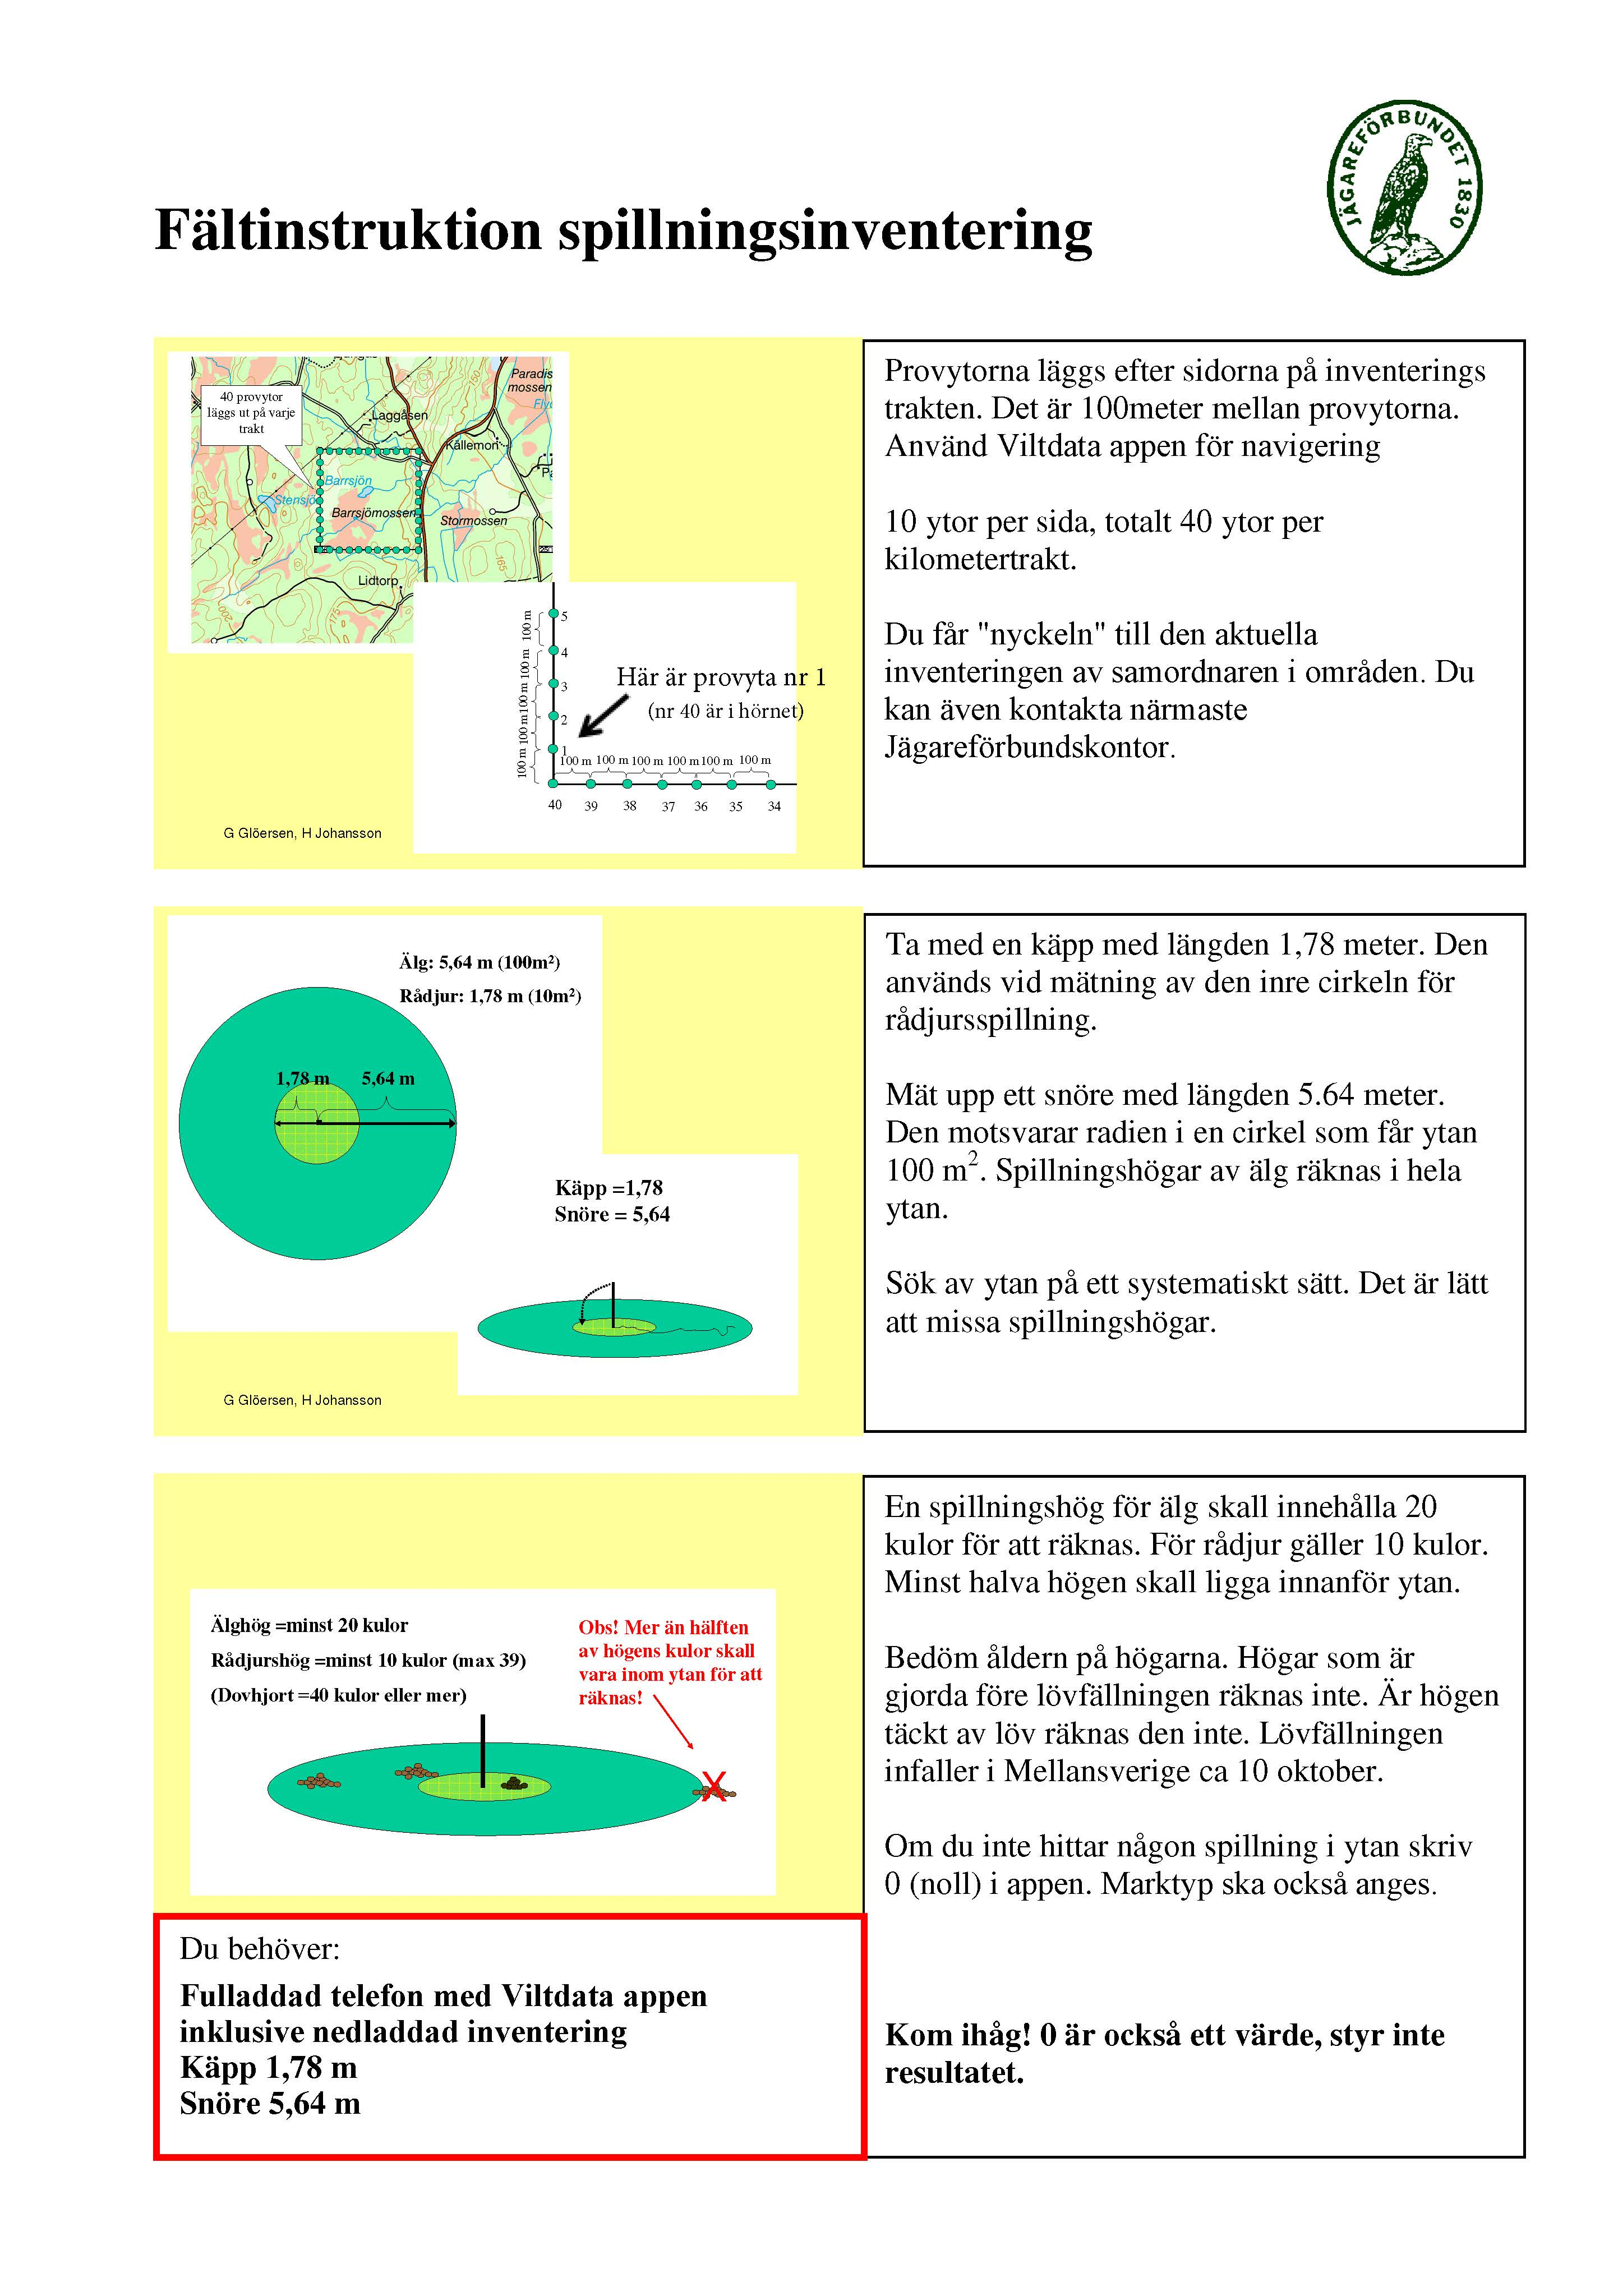 JÄGAREFÖRBUNDET 1830
Fältinstruktion spillningsinventering
40 provytor
läggs ut på varje
trakt
Paradis
mossen
Laggåsen
Kållemon
Barrsjön
Stensjö
Barrsjömossen
Stormossen
Lidtorp
150
165
175
200
100 m
100 m
100 m
100 m
100 m
5
4
3
2
1
Här är provyta nr 1
(nr 40 är i hörnet)
100 m 100 m 100 m 100 m 100 m 100 m
40 39 38 37 36 35 34
G Glöersen, H Johansson
Provytorna läggs efter sidorna på inventerings
trakten. Det är 100meter mellan provytorna.
Använd Viltdata appen för navigering
10 ytor per sida, totalt 40 ytor per
kilometertrakt.
Du får "nyckeln" till den aktuella
inventeringen av samordnaren i områden. Du
kan även kontakta närmaste
Jägareförbundskontor.
Älg: 5,64 m (100m²)
Rådjur: 1,78 m (10m²)
1,78 m 5,64 m
Käpp =1,78
Snöre = 5,64
G Glöersen, H Johansson
Ta med en käpp med längden 1,78 meter. Den
används vid mätning av den inre cirkeln för
rådjursspillning.
Mät upp ett snöre med längden 5.64 meter.
Den motsvarar radien i en cirkel som får ytan
100 m². Spillningshögar av älg räknas i hela
ytan.
Sök av ytan på ett systematiskt sätt. Det är lätt
att missa spillningshögar.
Älghög =minst 20 kulor
Rådjurshög =minst 10 kulor (max 39)
(Dovhjort =40 kulor eller mer)
Obs! Mer än hälften
av högens kulor skall
vara inom ytan för att
räknas!
X
En spillningshög för älg skall innehålla 20
kulor för att räknas. För rådjur gäller 10 kulor.
Minst halva högen skall ligga innanför ytan.
Bedöm åldern på högarna. Högar som är
gjorda före lövfällningen räknas inte. Är högen
täckt av löv räknas den inte. Lövfällningen
infaller i Mellansverige ca 10 oktober.
Om du inte hittar någon spillning i ytan skriv
0 (noll) i appen. Marktyp ska också anges.
Kom ihåg! 0 är också ett värde, styr inte
resultatet.
Du behöver:
Fulladdad telefon med Viltdata appen
inklusive nedladdad inventering
Käpp 1,78 m
Snöre 5,64 m